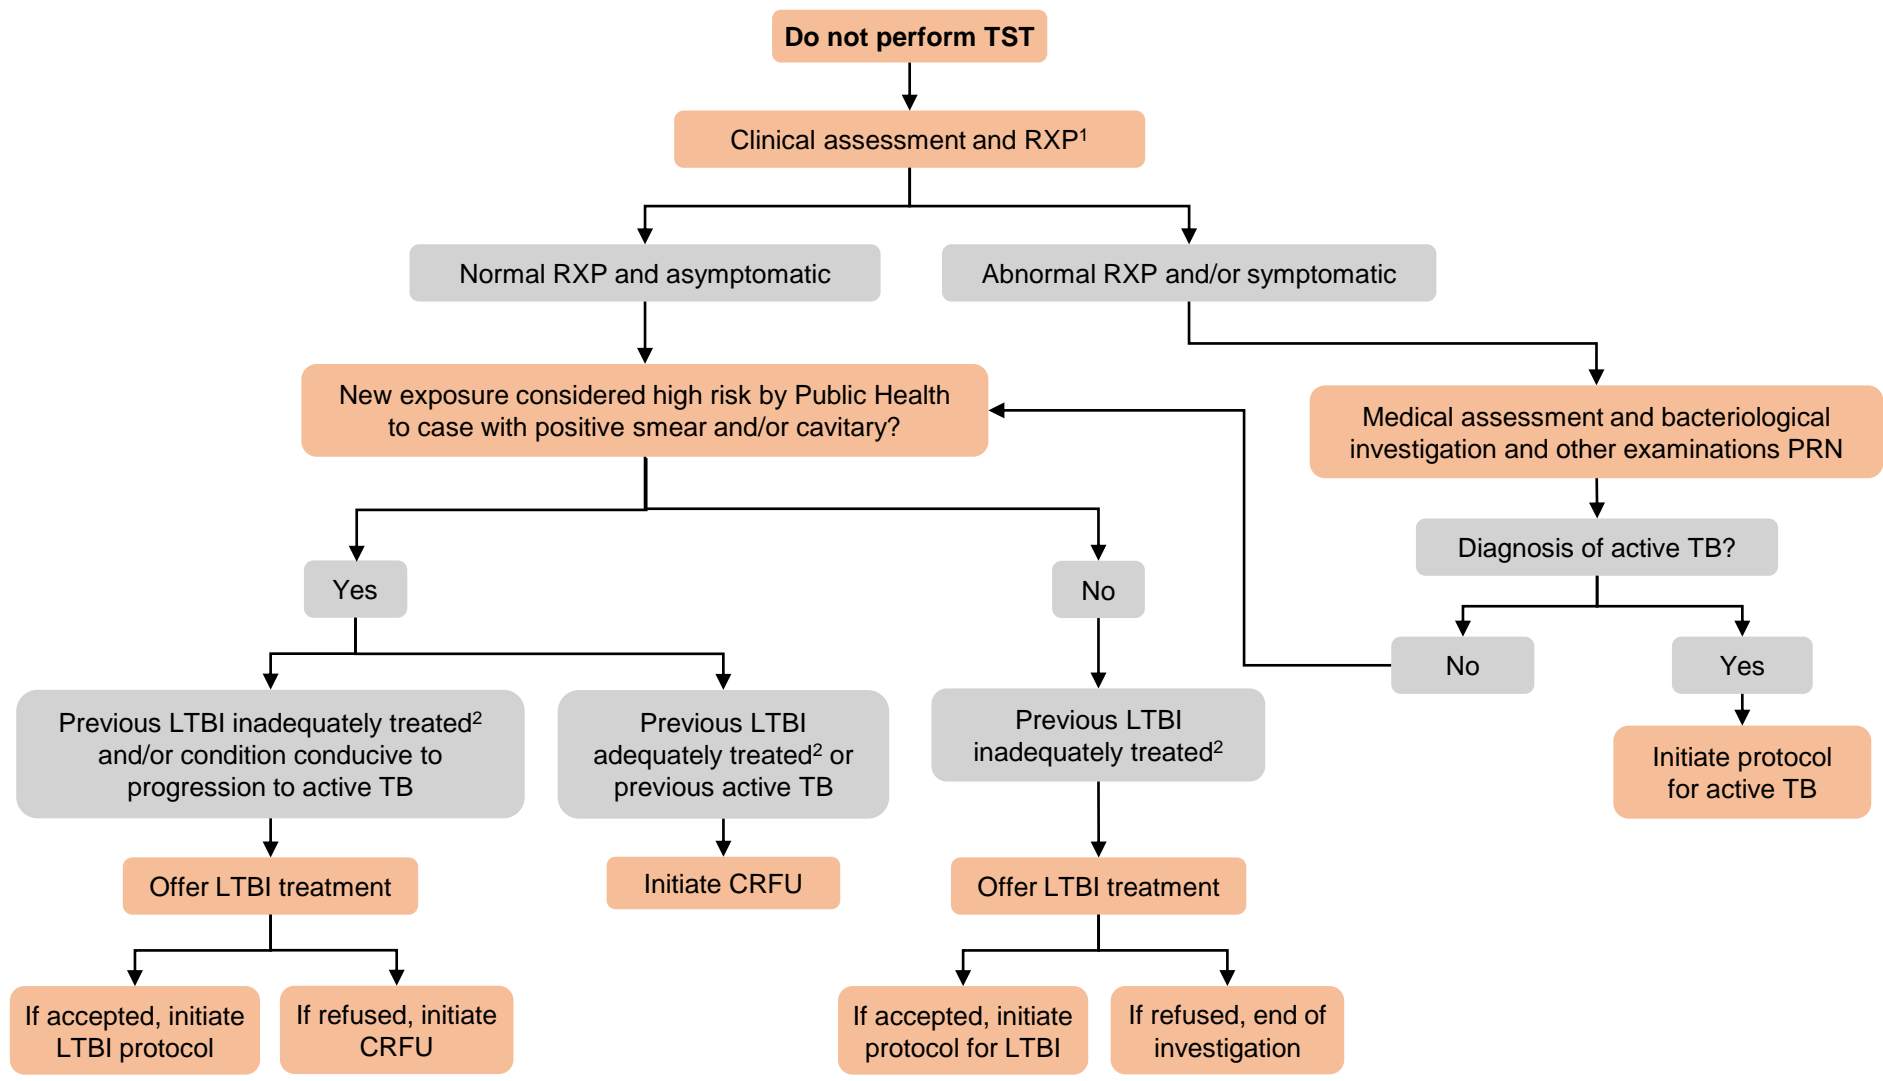 Do not perform TST
Clinical assessment and RXP¹
Normal RXP and asymptomatic
Abnormal RXP and/or symptomatic
New exposure considered high risk by Public Health
to case with positive smear and/or cavitary?
Medical assessment and bacteriological
investigation and other examinations PRN
Diagnosis of active TB?
Yes
No
No
Yes
Previous LTBI inadequately treated²
and/or condition conducive to
progression to active TB
Previous LTBI
adequately treated² or
previous active TB
Previous LTBI
inadequately treated²
Initiate protocol
for active TB
Offer LTBI treatment
Initiate CRFU
Offer LTBI treatment
If accepted, initiate
LTBI protocol
If refused, initiate
CRFU
If accepted, initiate
protocol for LTBI
If refused, end of
investigation